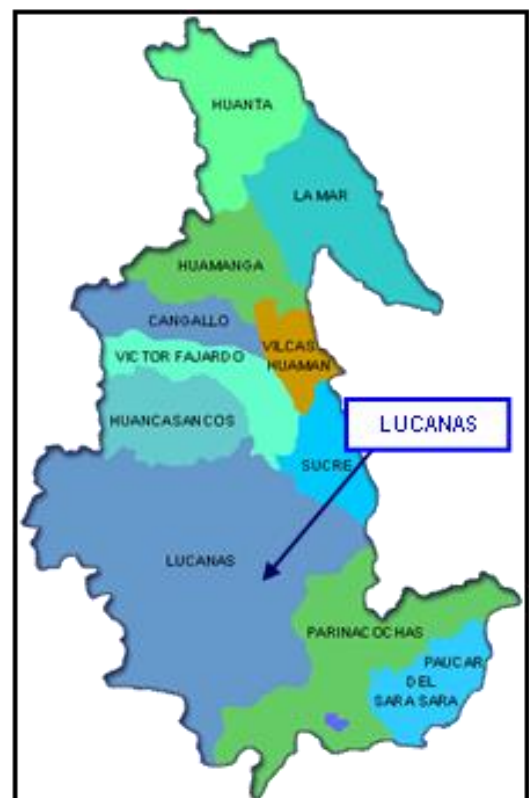 HUANTA
LA MAR
HUAMANGA
CANGALLO
VILCAS
HUAMAN
VICTOR FAJARDO
HUANCASANCOS
LUCANAS
SUCRE
LUCANAS
PARINACOCHAS
PAUCAR
DEL
SARA SARA